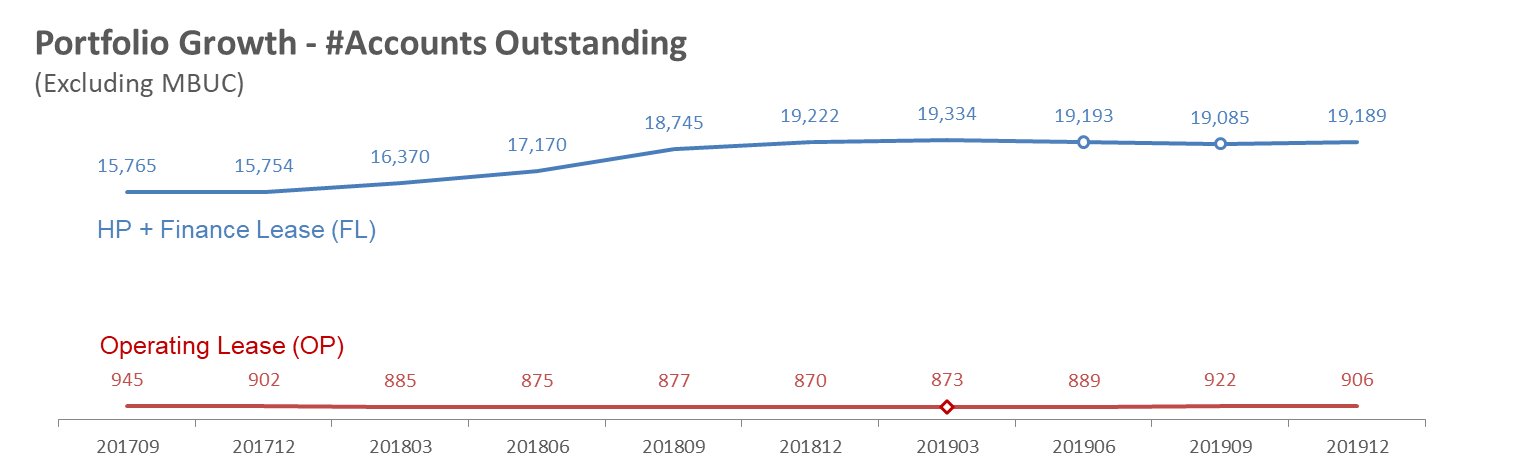 Portfolio Growth - #Accounts Outstanding
(Excluding MBUC)
15,765 15,754 16,370 17,170 18,745 19,222 19,334 19,193 19,085 19,189
HP + Finance Lease (FL)
Operating Lease (OP)
945 902 885 875 877 870 873 889 922 906
201709 201712 201803 201806 201809 201812 201903 201906 201909 201912